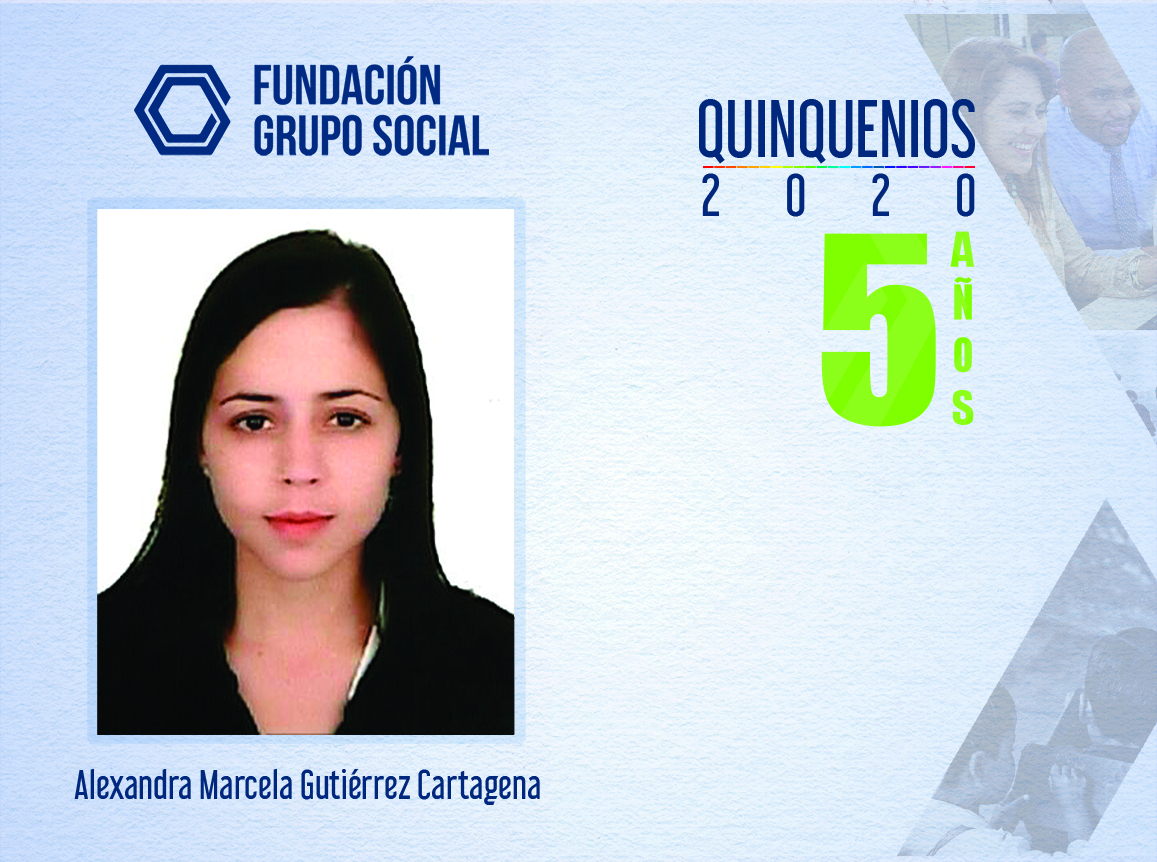 FUNDACIÓN
GRUPO SOCIAL
QUINQUENIOS
2020
5
AÑOS
Alexandra Marcela Gutiérrez Cartagena